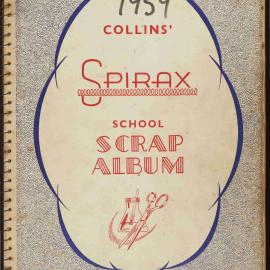 1959
COLLINS'
SPIRAX
SCHOOL
SCRAP
ALBUM